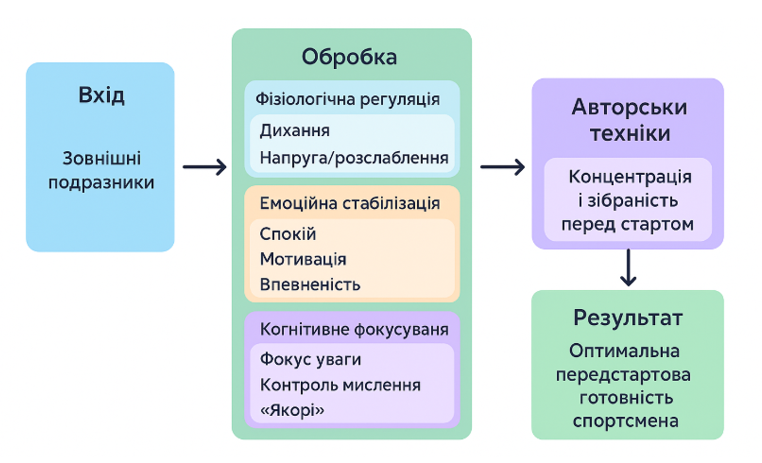 Вхід
Зовнішні
подразники
Обробка
Фізіологічна регуляція
Дихання
Напруга/розслаблення
Емоційна стабілізація
Спокій
Мотивація
Впевненість
Когнітивне фокусуваня
Фокус уваги
Контроль мислення
«Якорі»
Авторськи
техніки
Концентрація
і зібраність
перед стартом
Результат
Оптимальна
передстартова
готовність
спортсмена